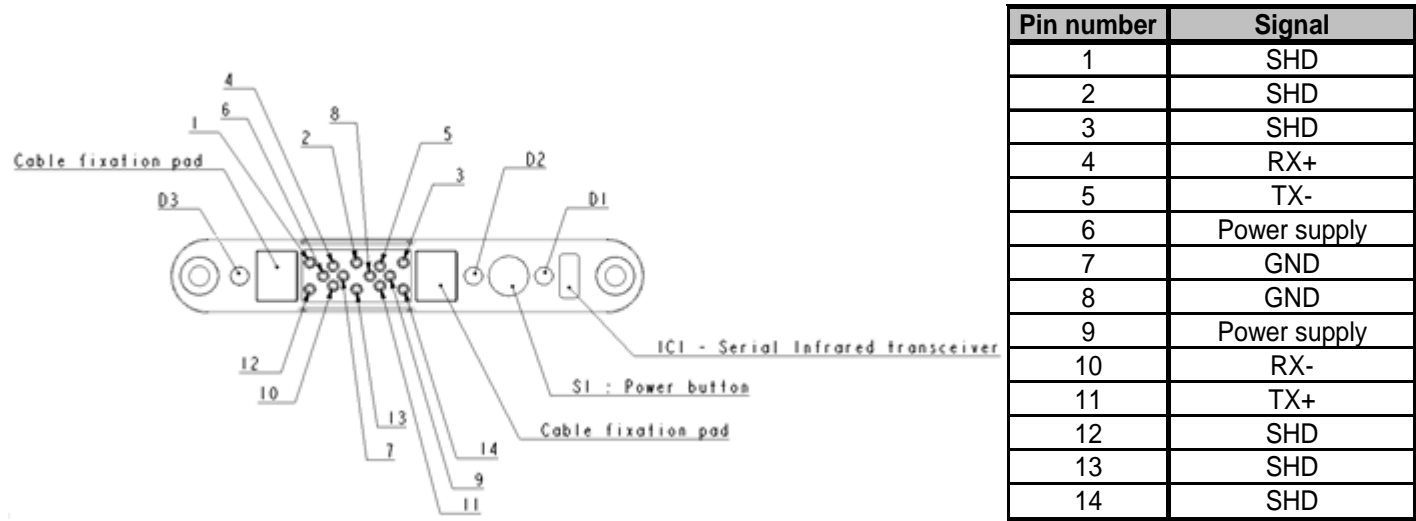 4
6
8
1
2
5
Cable fixation pad
D2
3
D3
D1
IC1 - Serial Infrared transceiver
12
S1 : Power button
10
13
Cable fixation pad
7
14
9
11
Pin number Signal
1 SHD
2 SHD
3 SHD
4 RX+
5 TX-
6 Power supply
7 GND
8 GND
9 Power supply
10 RX-
11 TX+
12 SHD
13 SHD
14 SHD